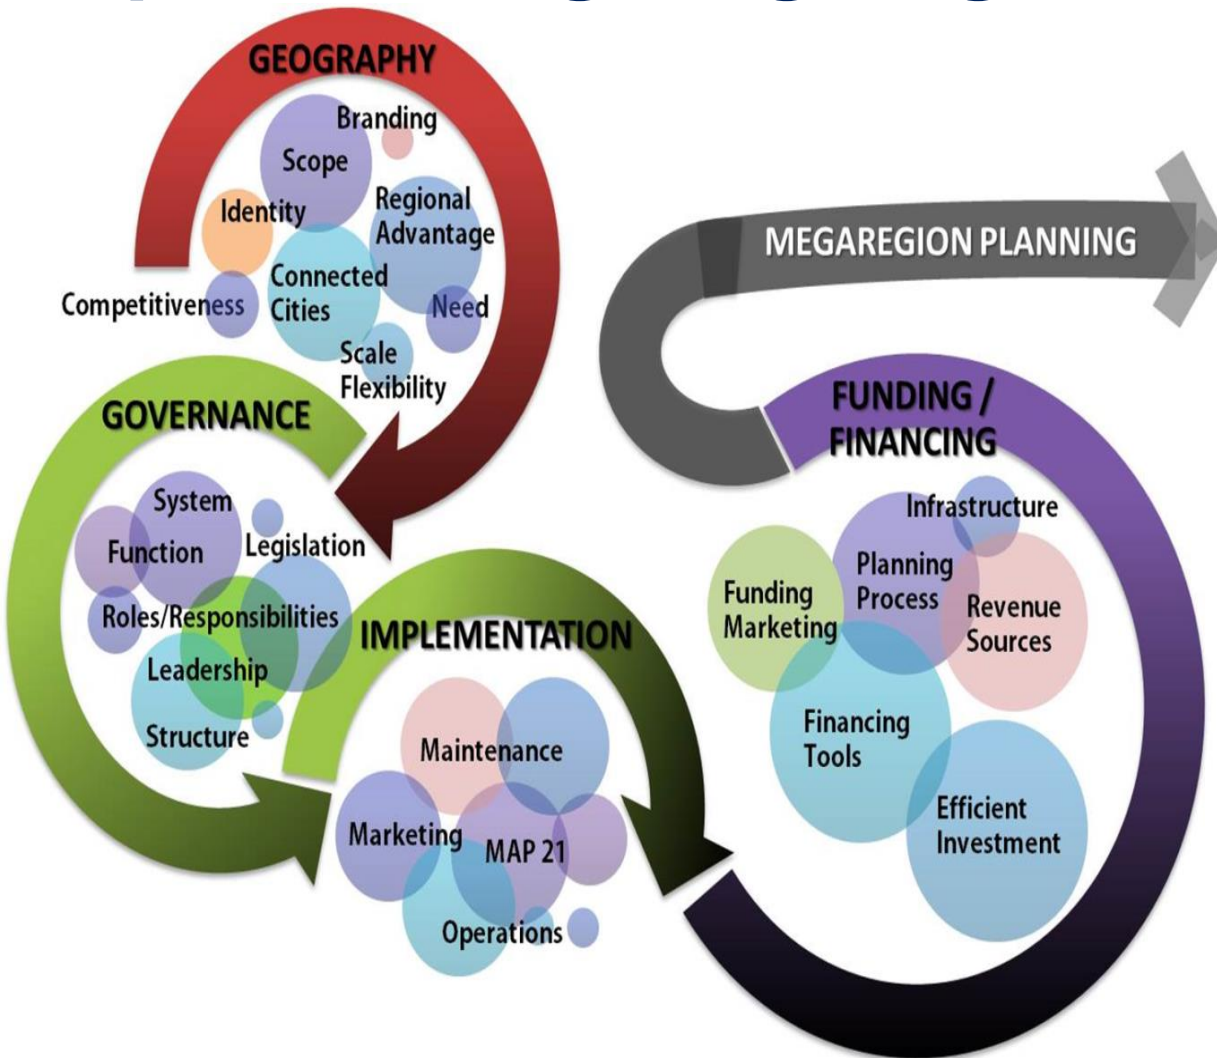 GEOGRAPHY
Branding
Scope
Regional
Advantage
Identity
Connected
Cities
Competitiveness
Need
Scale
Flexibility
MEGAREGION PLANNING
GOVERNANCE
System
Function
Legislation
Roles/Responsibilities
Leadership
Structure
IMPLEMENTATION
Maintenance
Marketing
MAP 21
Operations
FUNDING /
FINANCING
Infrastructure
Planning
Process
Funding
Marketing
Revenue
Sources
Financing
Tools
Efficient
Investment